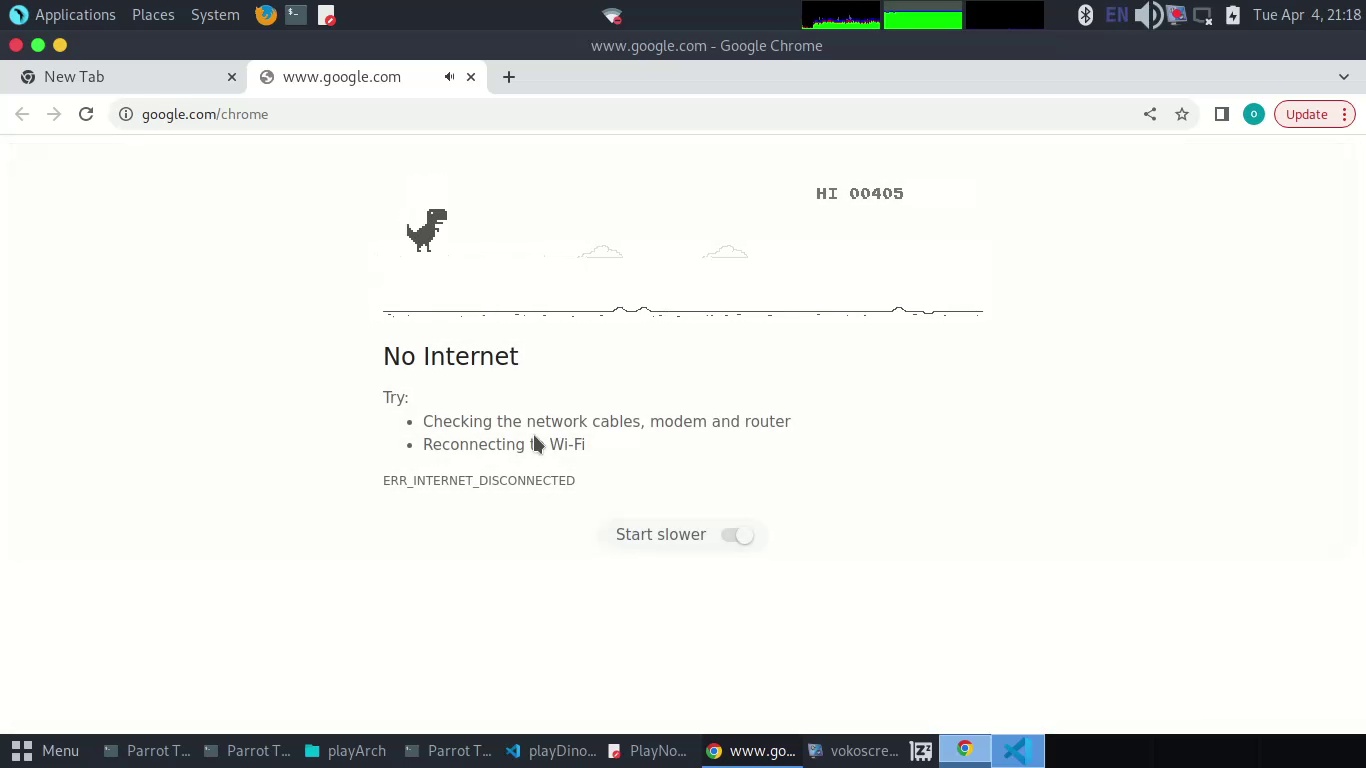 Applications Places System EN Tue Apr 4, 21:18
www.google.com - Google Chrome
New Tab www.google.com
google.com/chrome o Update
HI 00405
No Internet
Try:
Checking the network cables, modem and router
Reconnecting Wi-Fi
ERR_INTERNET_DISCONNECTED
Start slower
Menu Parrot T... Parrot T... playArch Parrot T... playDino... PlayNo... www.go... vokoscre...